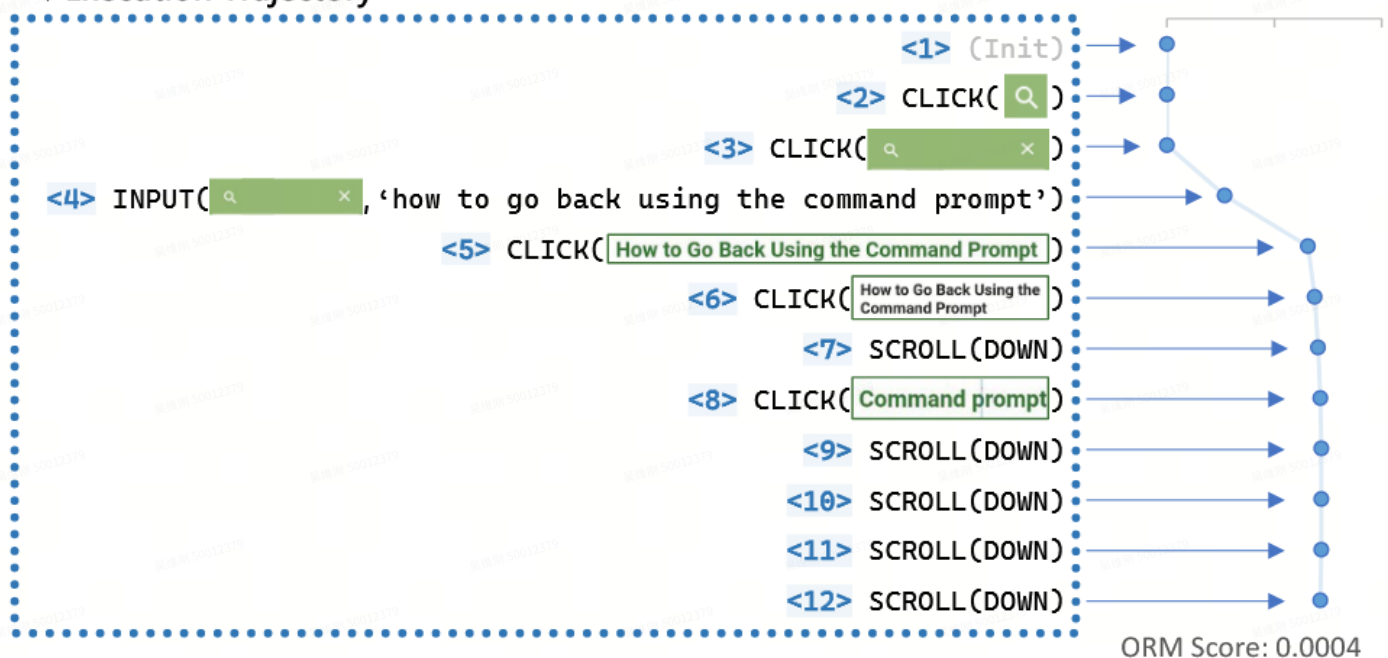 Execution Trajectory
<1> (Init)
<2> CLICK( )
<3> CLICK( × )
<4> INPUT( × ,‘how to go back using the command prompt’)
<5> CLICK( How to Go Back Using the Command Prompt )
<6> CLICK( How to Go Back Using the
Command Prompt )
<7> SCROLL(DOWN)
<8> CLICK( Command prompt )
<9> SCROLL(DOWN)
<10> SCROLL(DOWN)
<11> SCROLL(DOWN)
<12> SCROLL(DOWN)
ORM Score: 0.0004